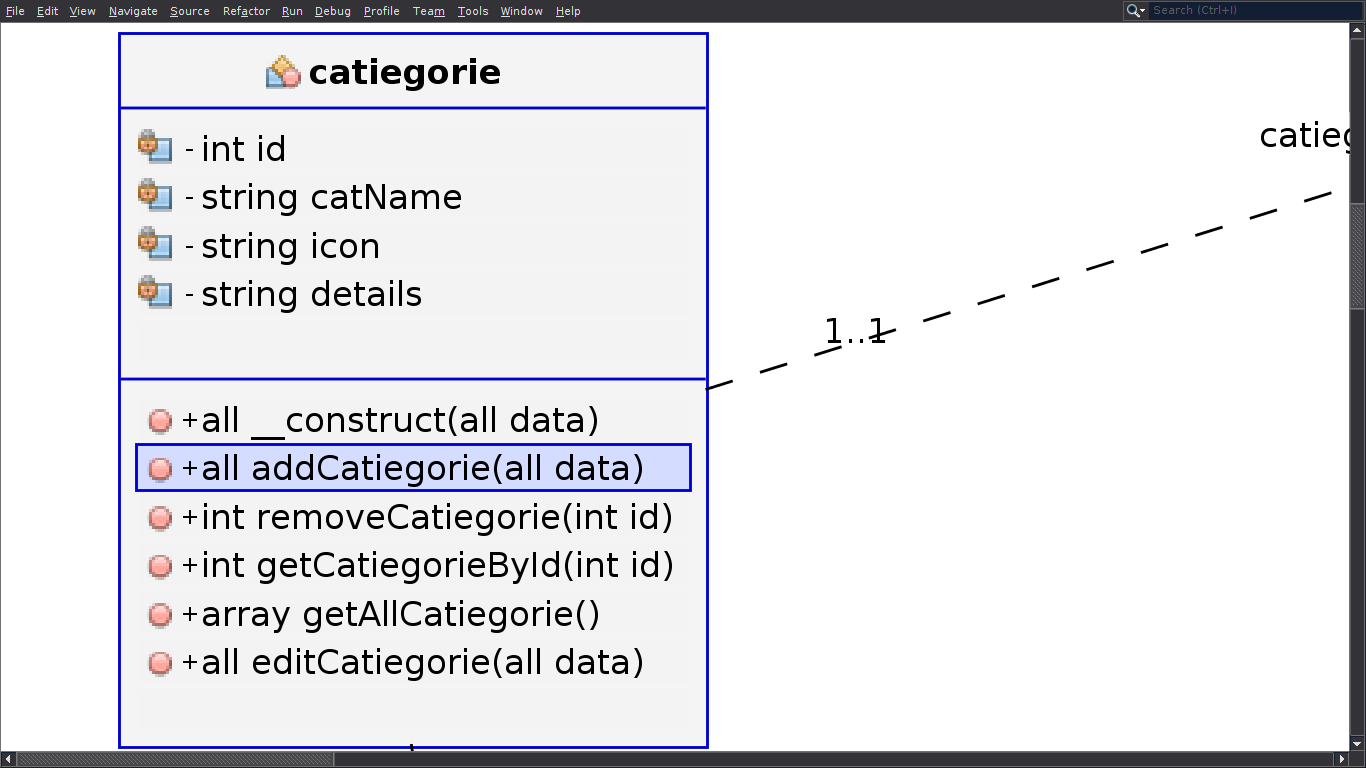 File Edit View Navigate Source Refactor Run Debug Profile Team Tools Window Help Search (Ctrl+I)
catiegorie
- int id
- string catName
- string icon
- string details
1..1
+all __construct(all data)
+all addCatiegorie(all data)
+int removeCatiegorie(int id)
+int getCatiegorieById(int id)
+array getAllCatiegorie()
+all editCatiegorie(all data)